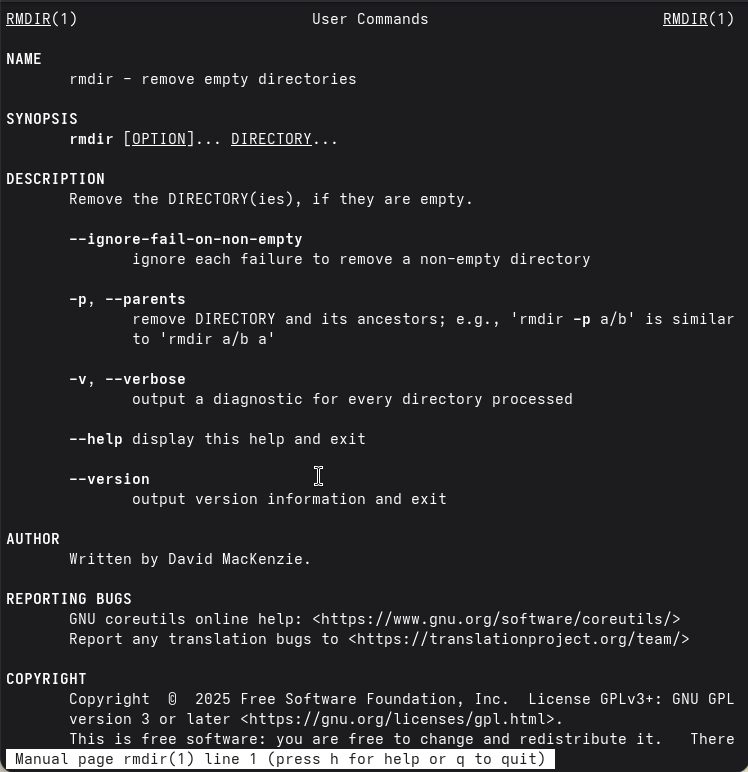 RMDIR(1) User Commands RMDIR(1)
NAME
rmdir - remove empty directories
SYNOPSIS
rmdir [OPTION]... DIRECTORY...
DESCRIPTION
Remove the DIRECTORY(ies), if they are empty.
--ignore-fail-on-non-empty
ignore each failure to remove a non-empty directory
-p, --parents
remove DIRECTORY and its ancestors; e.g., 'rmdir -p a/b' is similar
to 'rmdir a/b a'
-v, --verbose
output a diagnostic for every directory processed
--help display this help and exit
--version
output version information and exit
AUTHOR
Written by David MacKenzie.
REPORTING BUGS
GNU coreutils online help: <https://www.gnu.org/software/coreutils/>
Report any translation bugs to <https://translationproject.org/team/>
COPYRIGHT
Copyright © 2025 Free Software Foundation, Inc. License GPLv3+: GNU GPL
version 3 or later <https://gnu.org/licenses/gpl.html>.
This is free software: you are free to change and redistribute it. There
Manual page rmdir(1) line 1 (press h for help or q to quit)